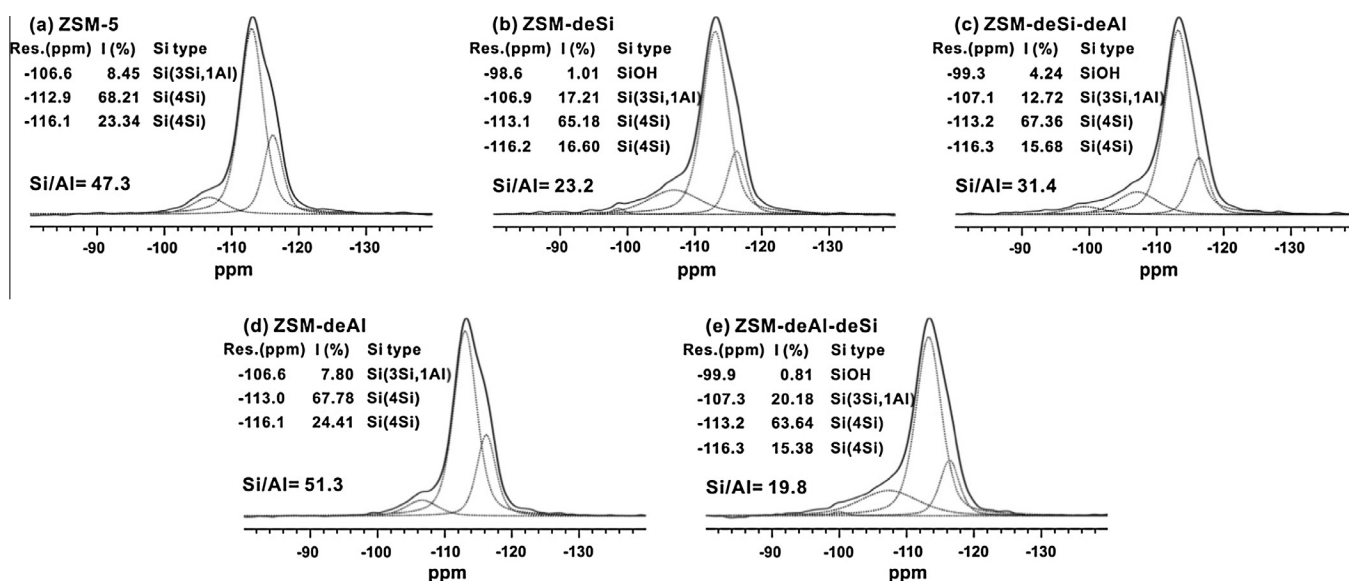 (a) ZSM-5
Res.(ppm) I (%) Si type
-106.6 8.45 Si(3Si,1Al)
-112.9 68.21 Si(4Si)
-116.1 23.34 Si(4Si)
Si/Al= 47.3
-90 -100 -110 -120 -130
ppm
(b) ZSM-deSi
Res.(ppm) I (%) Si type
-98.6 1.01 SiOH
-106.9 17.21 Si(3Si,1Al)
-113.1 65.18 Si(4Si)
-116.2 16.60 Si(4Si)
Si/Al= 23.2
-90 -100 -110 -120 -130
ppm
(c) ZSM-deSi-deAl
Res.(ppm) I (%) Si type
-99.3 4.24 SiOH
-107.1 12.72 Si(3Si,1Al)
-113.2 67.36 Si(4Si)
-116.3 15.68 Si(4Si)
Si/Al= 31.4
-90 -100 -110 -120 -130
ppm
(d) ZSM-deAl
Res.(ppm) I (%) Si type
-106.6 7.80 Si(3Si,1Al)
-113.0 67.78 Si(4Si)
-116.1 24.41 Si(4Si)
Si/Al= 51.3
-90 -100 -110 -120 -130
ppm
(e) ZSM-deAl-deSi
Res.(ppm) I (%) Si type
-99.9 0.81 SiOH
-107.3 20.18 Si(3Si,1Al)
-113.2 63.64 Si(4Si)
-116.3 15.38 Si(4Si)
Si/Al= 19.8
-90 -100 -110 -120 -130
ppm